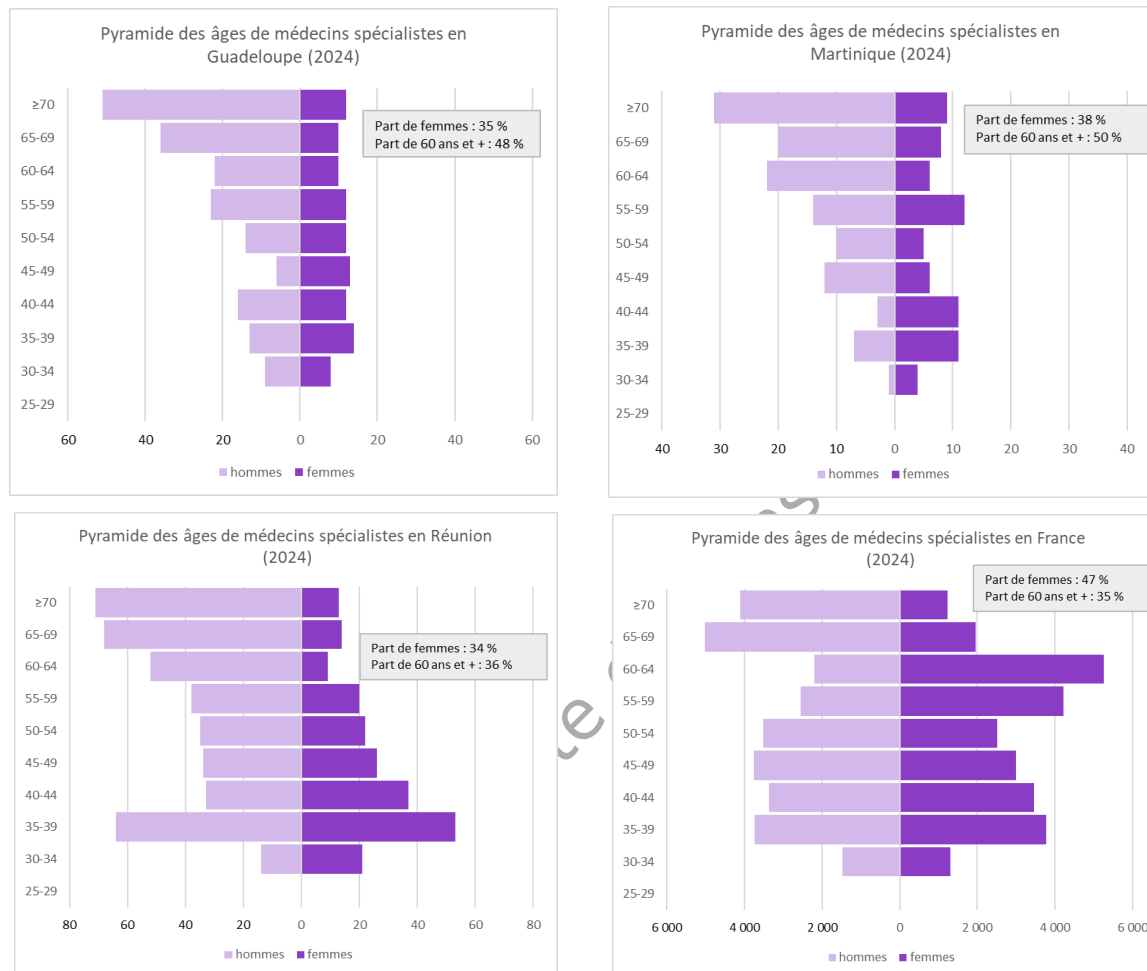 Pyramide des âges de médecins spécialistes en
Guadeloupe (2024)
Part de femmes : 35 %
Part de 60 ans et + : 48 %
≥70
65-69
60-64
55-59
50-54
45-49
40-44
35-39
30-34
25-29
60 40 20 0 20 40 60
hommes femmes
Pyramide des âges de médecins spécialistes en
Martinique (2024)
Part de femmes : 38 %
Part de 60 ans et + : 50 %
≥70
65-69
60-64
55-59
50-54
45-49
40-44
35-39
30-34
25-29
40 30 20 10 0 10 20 30 40
hommes femmes
Pyramide des âges de médecins spécialistes en Réunion
(2024)
Part de femmes : 34 %
Part de 60 ans et + : 36 %
≥70
65-69
60-64
55-59
50-54
45-49
40-44
35-39
30-34
25-29
80 60 40 20 0 20 40 60 80
hommes femmes
Pyramide des âges de médecins spécialistes en France
(2024)
Part de femmes : 47 %
Part de 60 ans et + : 35 %
≥70
65-69
60-64
55-59
50-54
45-49
40-44
35-39
30-34
25-29
6 000 4 000 2 000 0 2 000 4 000 6 000
hommes femmes